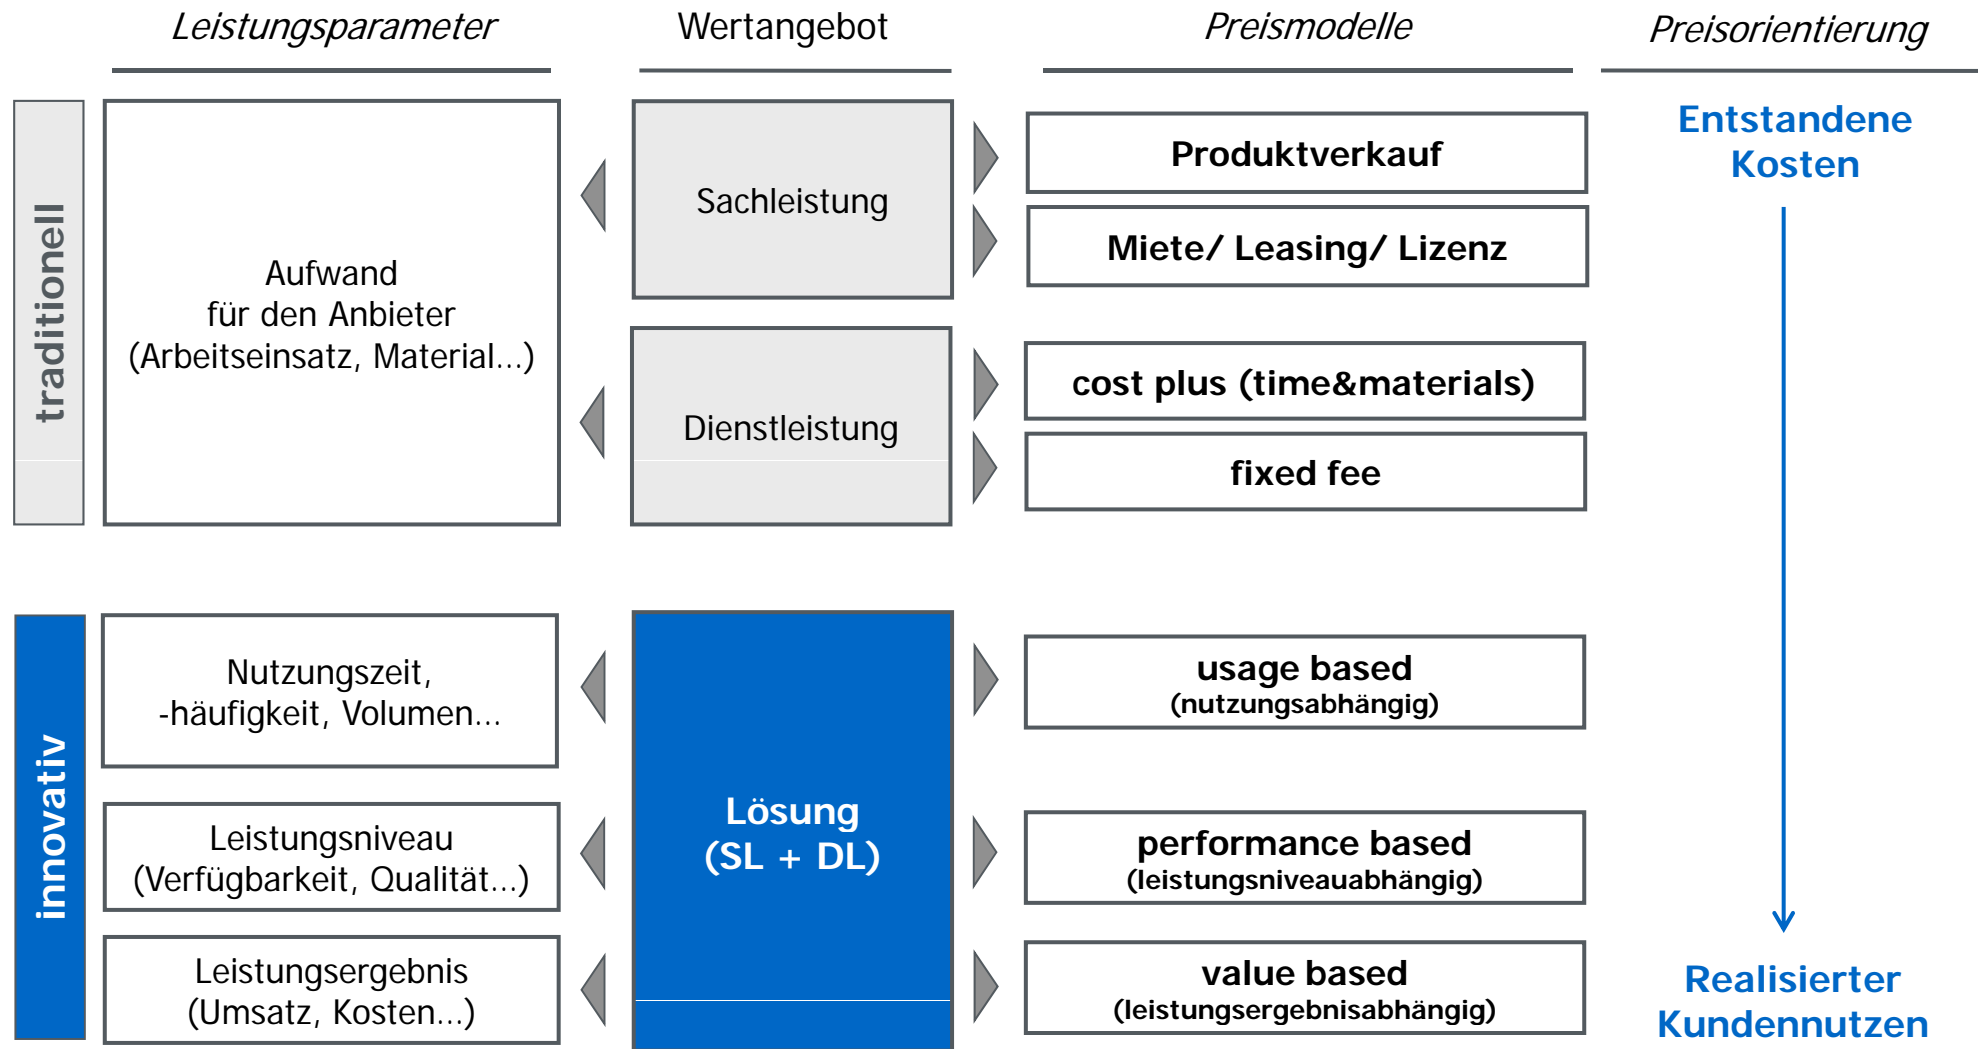 Leistungsparameter
Wertangebot
Preismodelle
Preisorientierung
traditionell
Aufwand
für den Anbieter
(Arbeitseinsatz, Material...)
Sachleistung
Produktverkauf
Miete/ Leasing/ Lizenz
Dienstleistung
cost plus (time&materials)
fixed fee
Entstandene
Kosten
innovativ
Nutzungszeit,
-häufigkeit, Volumen...
Leistungsniveau
(Verfügbarkeit, Qualität...)
Leistungsergebnis
(Umsatz, Kosten...)
Lösung
(SL + DL)
usage based
(nutzungsabhängig)
performance based
(leistungsniveauabhängig)
value based
(leistungsergebnisabhängig)
Realisierter
Kundennutzen